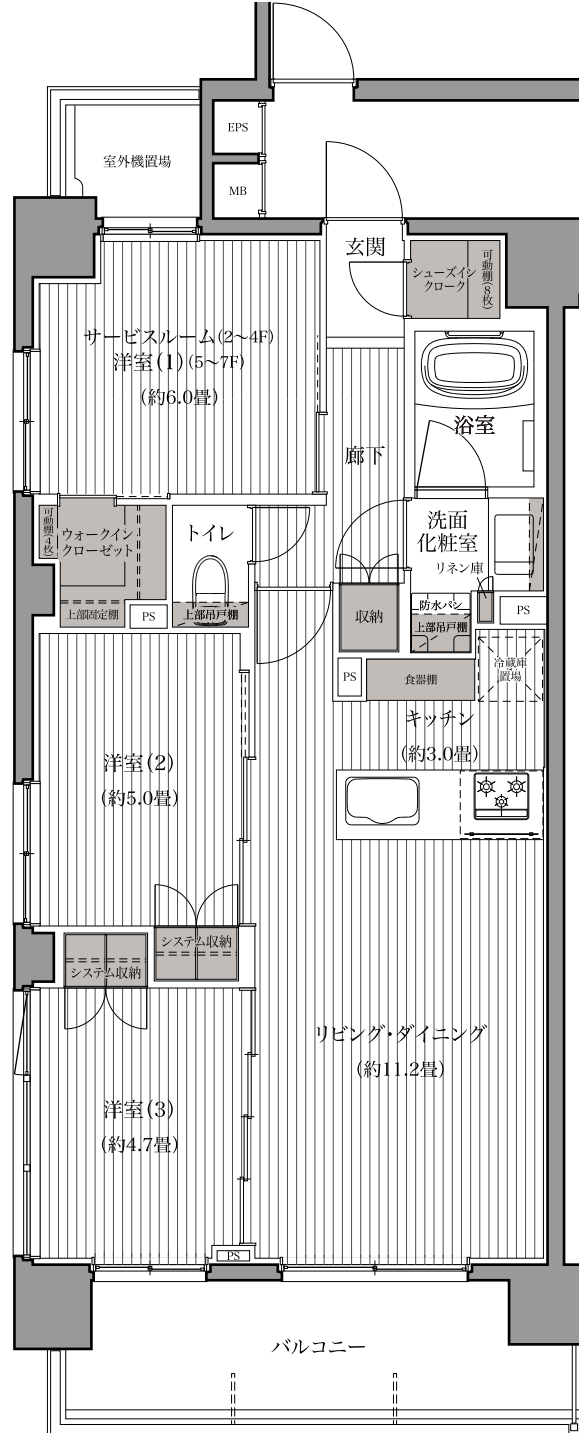 EPS
室外機置場
MB
玄関
シューズイン
クローク
可動棚(8枚)
サービスルーム(2〜4F)
洋室(1)(5〜7F)
(約6.0畳)
浴室
廊下
可動棚(4枚)
ウォークイン
クローゼット
トイレ
洗面
化粧室
リネン庫
上部固定棚
PS
上部吊戸棚
収納
防水パン
上部吊戸棚
PS
PS
食器棚
冷蔵庫
置場
キッチン
(約3.0畳)
洋室(2)
(約5.0畳)
システム収納
システム収納
リビング・ダイニング
(約11.2畳)
洋室(3)
(約4.7畳)
PS
バルコニー